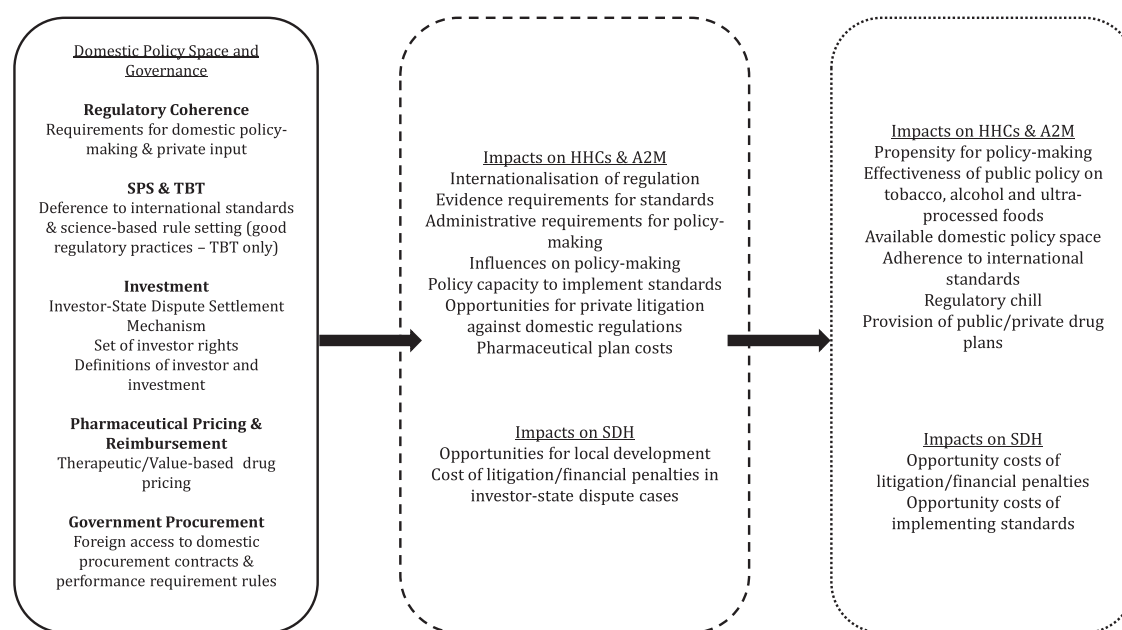 Domestic Policy Space and
Governance
Regulatory Coherence
Requirements for domestic policy-
making & private input
SPS & TBT
Deference to international standards
& science-based rule setting (good
regulatory practices – TBT only)
Investment
Investor-State Dispute Settlement
Mechanism
Set of investor rights
Definitions of investor and
investment
Pharmaceutical Pricing &
Reimbursement
Therapeutic/Value-based drug
pricing
Government Procurement
Foreign access to domestic
procurement contracts &
performance requirement rules
Impacts on HHCs & A2M
Internationalisation of regulation
Evidence requirements for standards
Administrative requirements for policy-
making
Influences on policy-making
Policy capacity to implement standards
Opportunities for private litigation
against domestic regulations
Pharmaceutical plan costs
Impacts on SDH
Opportunities for local development
Cost of litigation/financial penalties in
investor-state dispute cases
Impacts on HHCs & A2M
Propensity for policy-making
Effectiveness of public policy on
tobacco, alcohol and ultra-
processed foods
Available domestic policy space
Adherence to international
standards
Regulatory chill
Provision of public/private drug
plans
Impacts on SDH
Opportunity costs of
litigation/financial penalties
Opportunity costs of
implementing standards